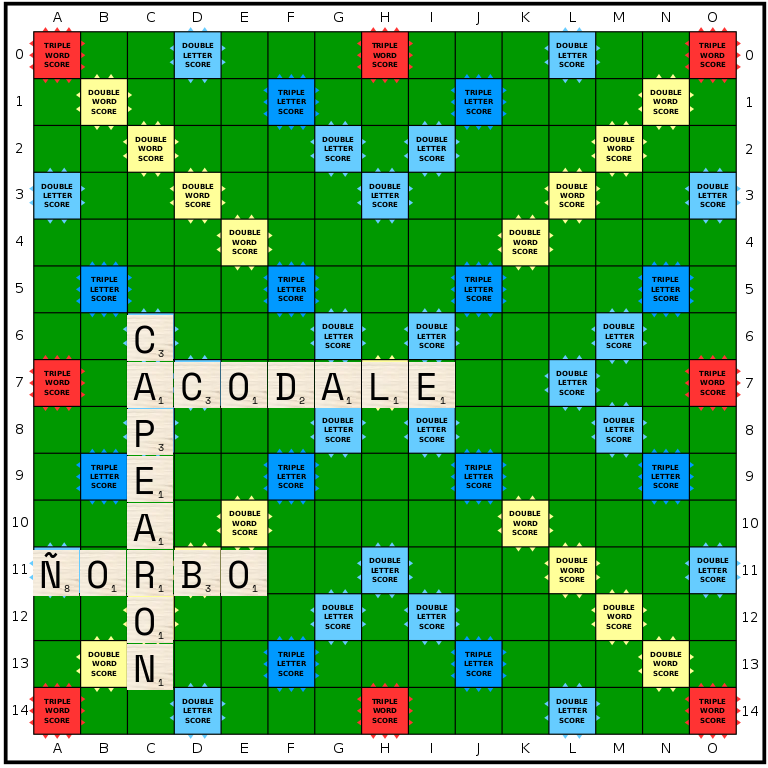 A B C D E F G H I J K L M N O
0 TRIPLE WORD SCORE DOUBLE LETTER SCORE TRIPLE WORD SCORE DOUBLE LETTER SCORE TRIPLE WORD SCORE 0
1 DOUBLE WORD SCORE TRIPLE LETTER SCORE TRIPLE LETTER SCORE DOUBLE WORD SCORE 1
2 DOUBLE WORD SCORE DOUBLE LETTER SCORE DOUBLE LETTER SCORE DOUBLE WORD SCORE 2
3 DOUBLE LETTER SCORE DOUBLE WORD SCORE DOUBLE LETTER SCORE DOUBLE WORD SCORE DOUBLE LETTER SCORE 3
4 DOUBLE WORD SCORE DOUBLE WORD SCORE 4
5 TRIPLE LETTER SCORE TRIPLE LETTER SCORE TRIPLE LETTER SCORE TRIPLE LETTER SCORE 5
6 C3 DOUBLE LETTER SCORE DOUBLE LETTER SCORE DOUBLE LETTER SCORE 6
7 TRIPLE WORD SCORE A1 C3 O1 D2 A1 L1 E1 DOUBLE LETTER SCORE TRIPLE WORD SCORE 7
8 P3 DOUBLE LETTER SCORE DOUBLE LETTER SCORE DOUBLE LETTER SCORE 8
9 TRIPLE LETTER SCORE E1 TRIPLE LETTER SCORE TRIPLE LETTER SCORE TRIPLE LETTER SCORE 9
10 A1 DOUBLE WORD SCORE DOUBLE WORD SCORE 10
11 Ñ8 O1 R1 B3 O1 DOUBLE LETTER SCORE DOUBLE WORD SCORE DOUBLE LETTER SCORE 11
12 O1 DOUBLE LETTER SCORE DOUBLE LETTER SCORE DOUBLE WORD SCORE 12
13 DOUBLE WORD SCORE N1 TRIPLE LETTER SCORE TRIPLE LETTER SCORE DOUBLE WORD SCORE 13
14 TRIPLE WORD SCORE DOUBLE LETTER SCORE TRIPLE WORD SCORE DOUBLE LETTER SCORE TRIPLE WORD SCORE 14
A B C D E F G H I J K L M N O